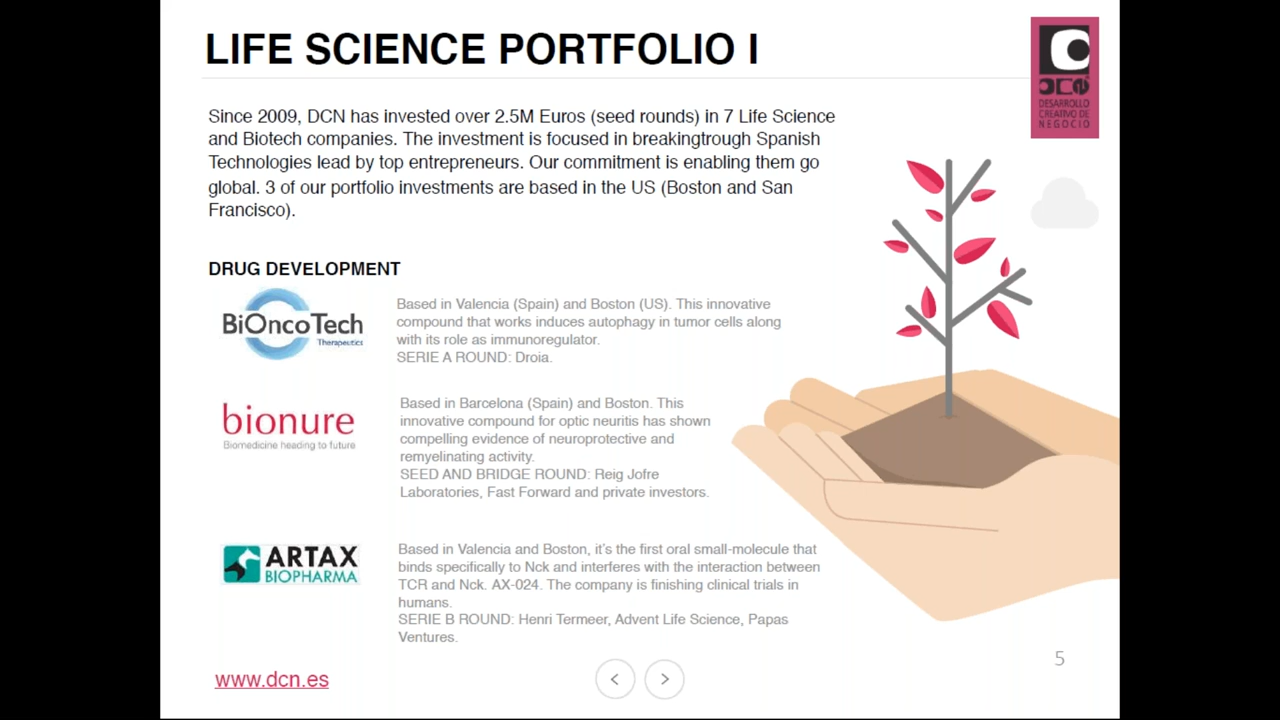 LIFE SCIENCE PORTFOLIO I
DESARROLLO
CREATIVO DE
NEGOCIO
Since 2009, DCN has invested over 2.5M Euros (seed rounds) in 7 Life Science
and Biotech companies. The investment is focused in breakingtrough Spanish
Technologies lead by top entrepreneurs. Our commitment is enabling them go
global. 3 of our portfolio investments are based in the US (Boston and San
Francisco).
DRUG DEVELOPMENT
BiOncoTech
Therapeutics
Based in Valencia (Spain) and Boston (US). This innovative
compound that works induces autophagy in tumor cells along
with its role as immunoregulator.
SERIE A ROUND: Droia.
bionure
Biomedicine heading to future
Based in Barcelona (Spain) and Boston. This
innovative compound for optic neuritis has shown
compelling evidence of neuroprotective and
remyelinating activity.
SEED AND BRIDGE ROUND: Reig Jofre
Laboratories, Fast Forward and private investors.
ARTAX
BIOPHARMA
Based in Valencia and Boston, it's the first oral small-molecule that
binds specifically to Nck and interferes with the interaction between
TCR and Nck. AX-024. The company is finishing clinical trials in
humans.
SERIE B ROUND: Henri Termeer, Advent Life Science, Papas
Ventures.
www.dcn.es
5